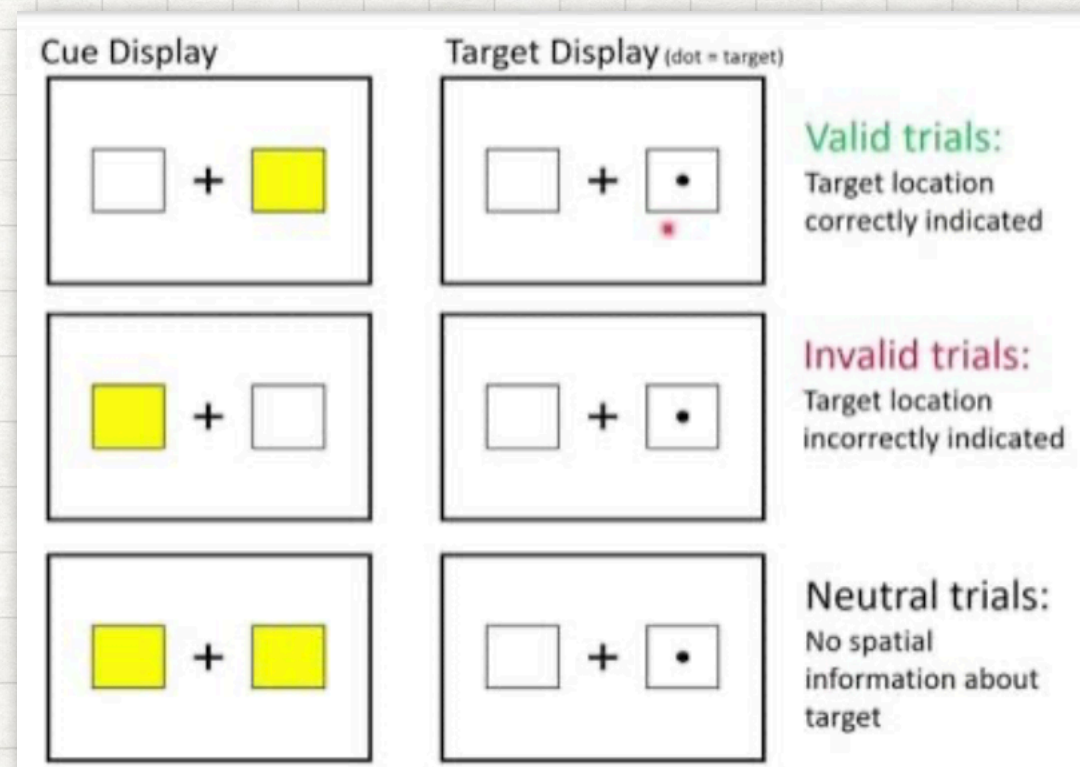 Cue Display
Target Display (dot = target)
Valid trials:
Target location
correctly indicated
Invalid trials:
Target location
incorrectly indicated
Neutral trials:
No spatial
information about
target